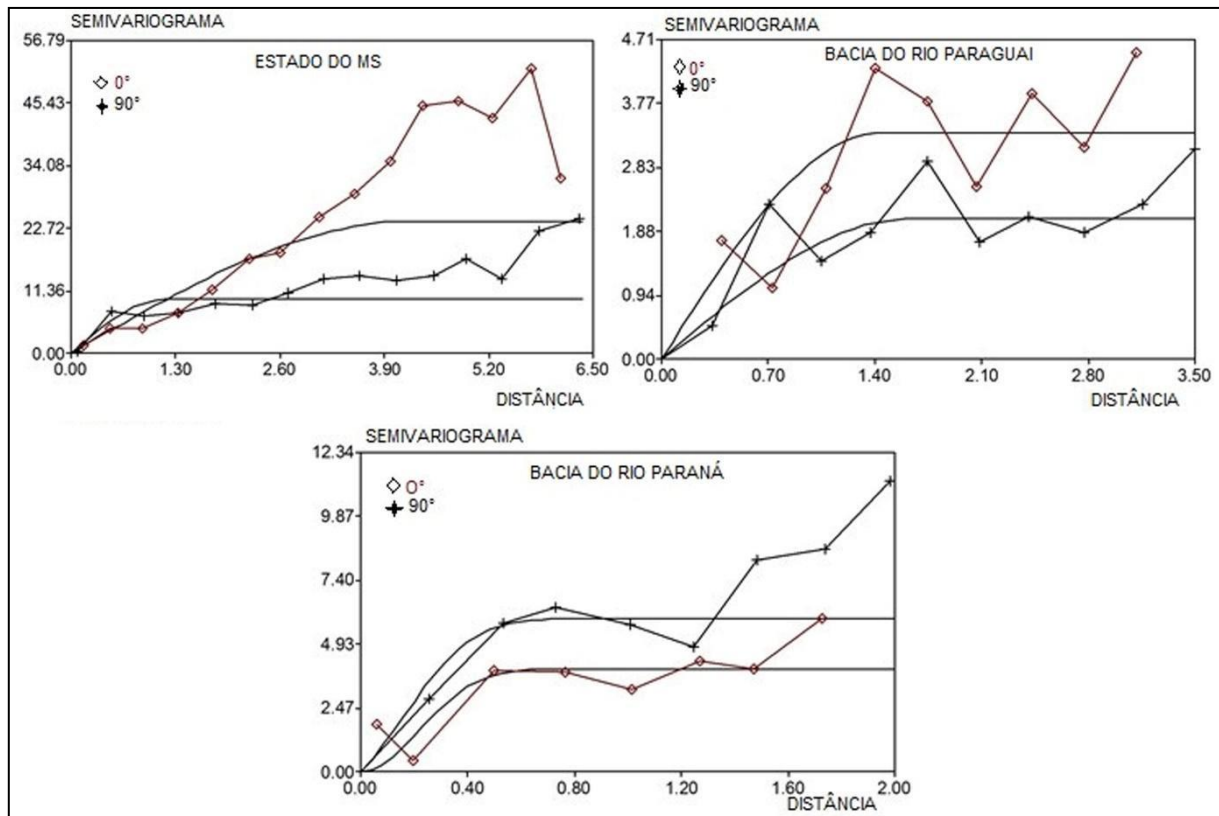 SEMIVARIOGRAMA
56.79
ESTADO DO MS
0°
90°
45.43
34.08
22.72
11.36
0.00
0.00 1.30 2.60 3.90 5.20 6.50
DISTÂNCIA
SEMIVARIOGRAMA
4.71
BACIA DO RIO PARAGUAI
0°
90°
3.77
2.83
1.88
0.94
0.00
0.00 0.70 1.40 2.10 2.80 3.50
DISTÂNCIA
SEMIVARIOGRAMA
12.34
BACIA DO RIO PARANÁ
O°
90°
9.87
7.40
4.93
2.47
0.00
0.00 0.40 0.80 1.20 1.60 2.00
DISTÂNCIA